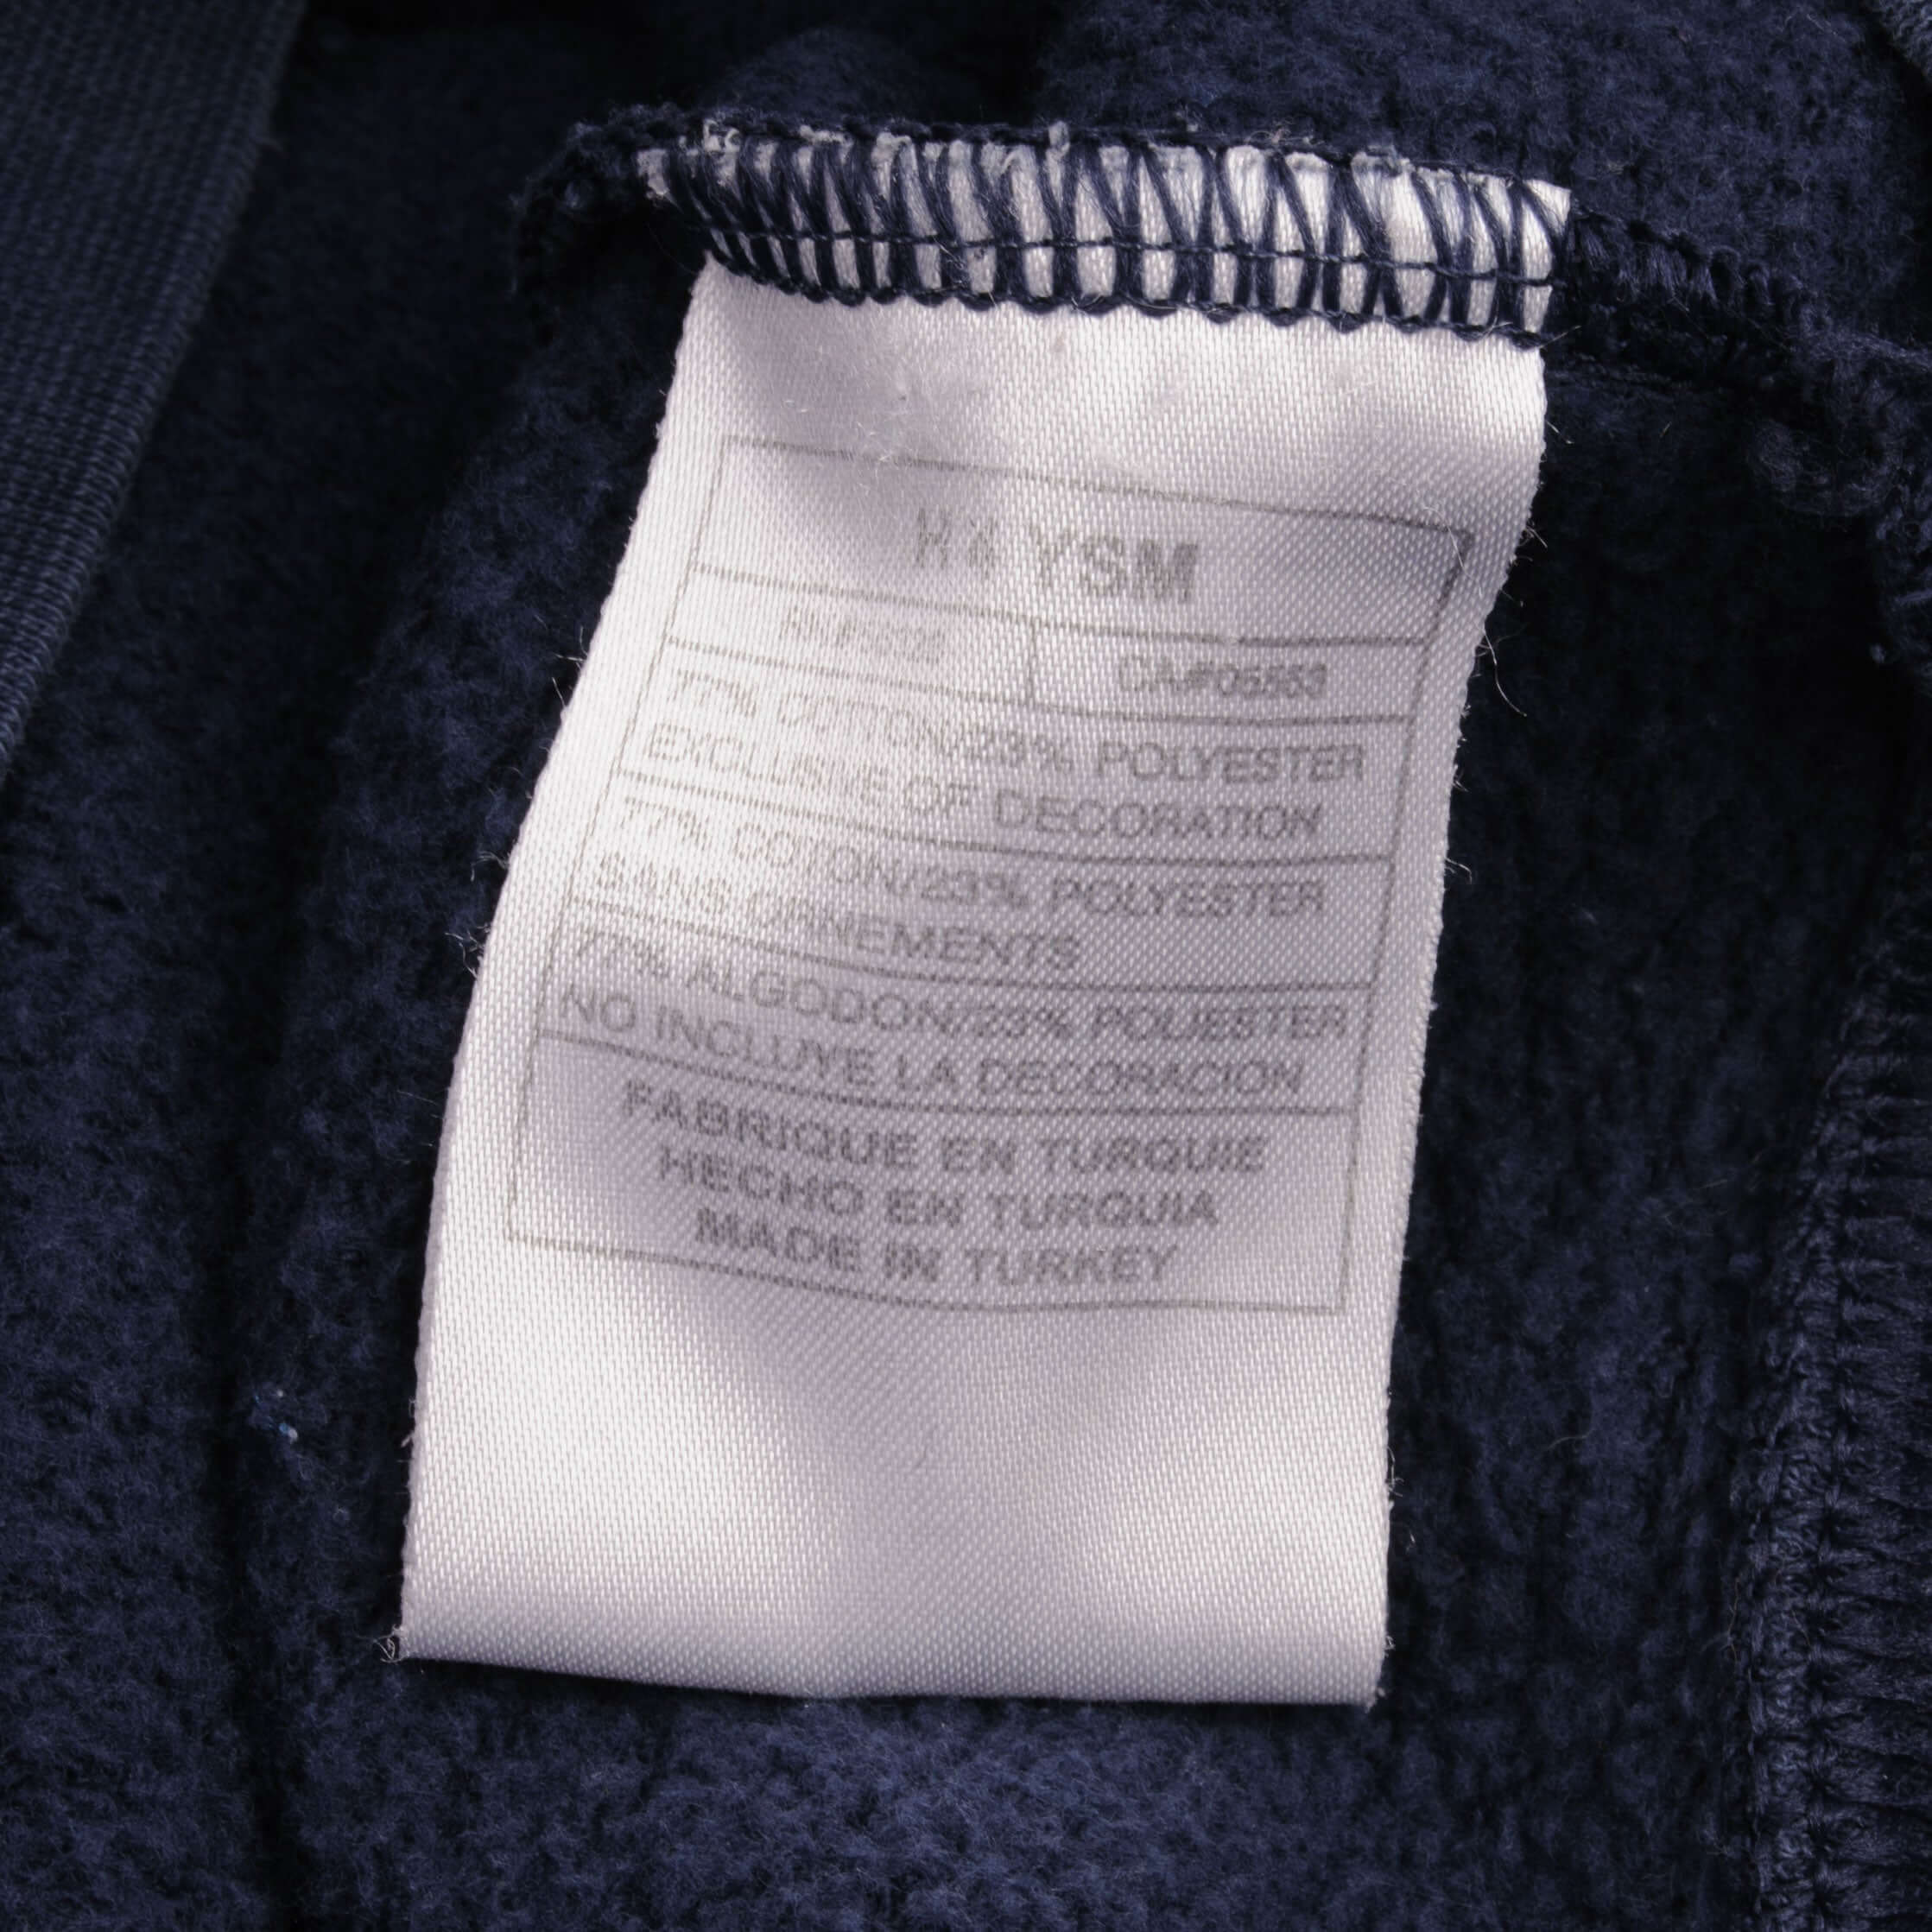 YSM
CA#05553
77% COTTON/23% POLYESTER
EXCLUSIVE OF DECORATION
77% COTON/23% POLYESTER
SANS ORNEMENTS
77% ALGODON/23% POLIESTER
NO INCLUYE LA DECORACION
FABRIQUE EN TURQUIE
HECHO EN TURQUIA
MADE IN TURKEY